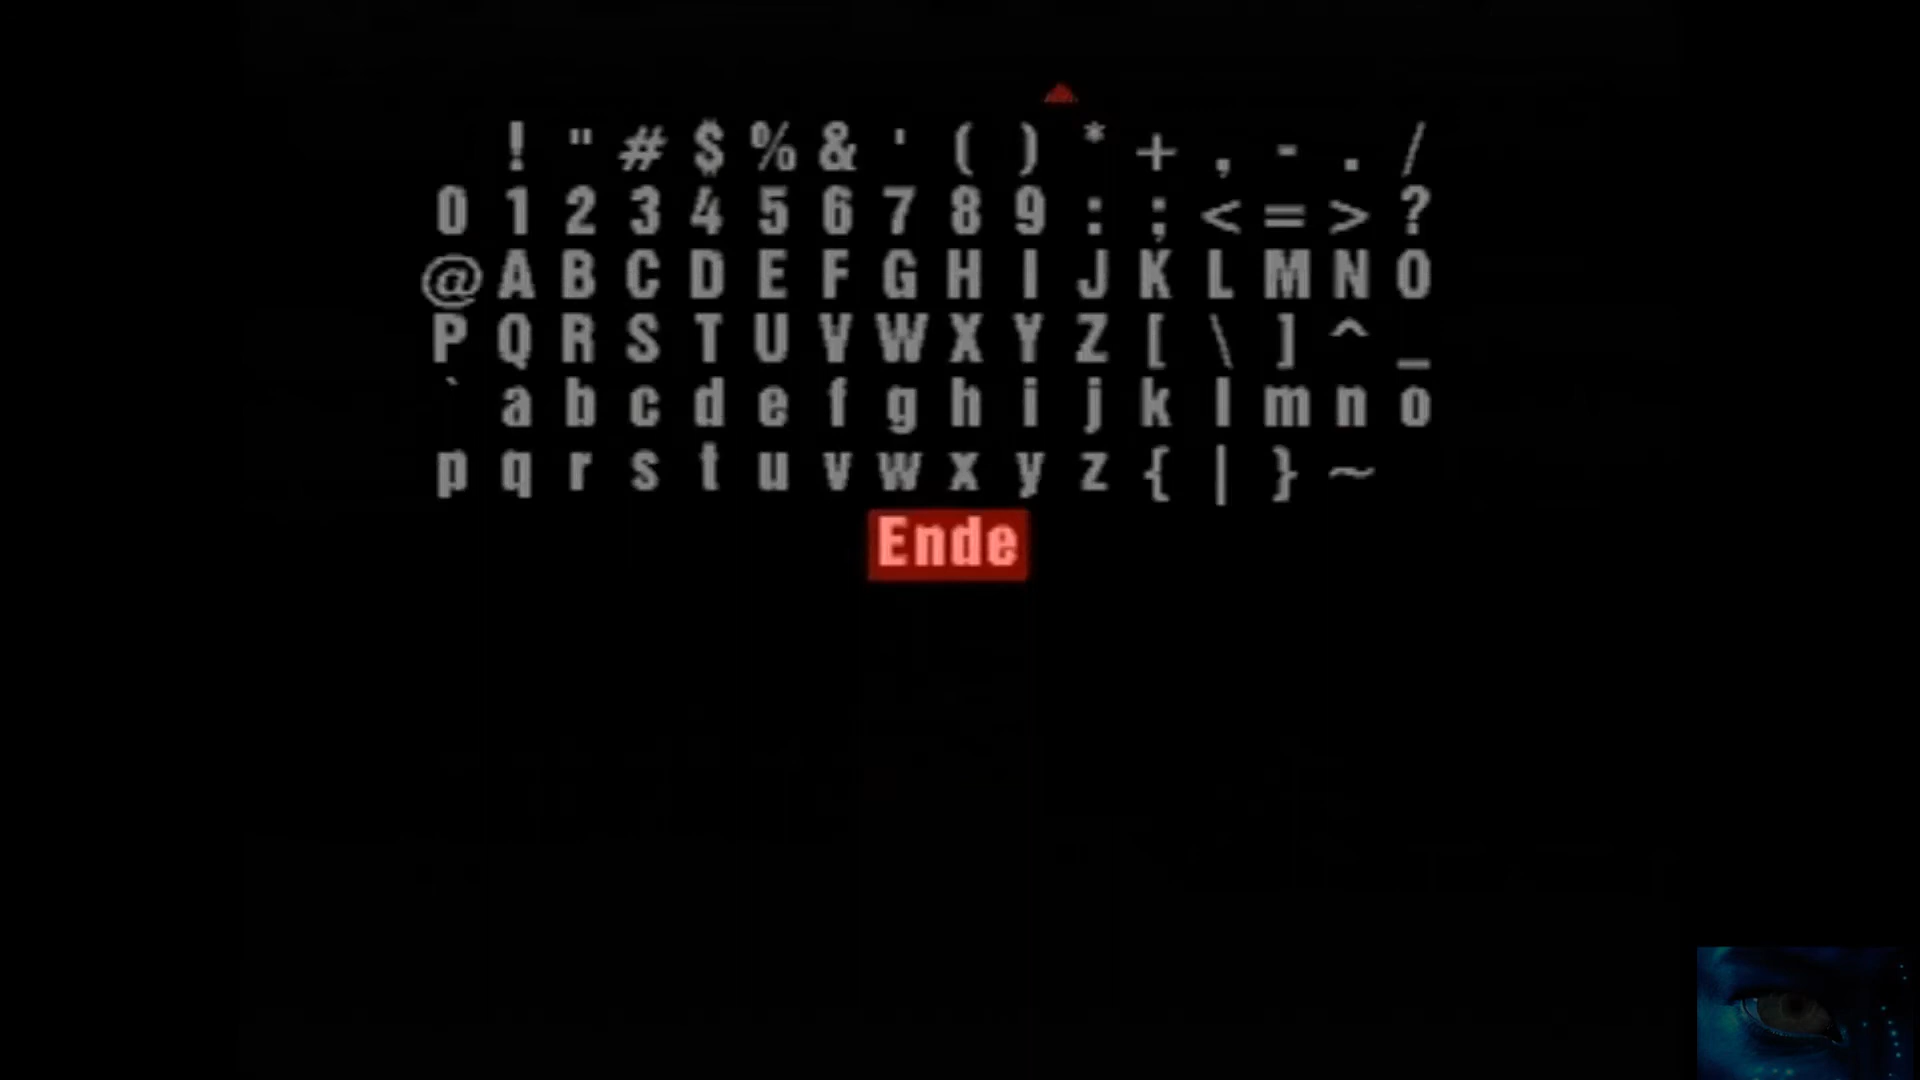 ! " # $ % & ' ( ) * + , - . /
0 1 2 3 4 5 6 7 8 9 : ; < = > ?
@ A B C D E F G H I J K L M N O
P Q R S T U V W X Y Z [ \ ] ^ _
` a b c d e f g h i j k l m n o
p q r s t u v w x y z { | } ~
Ende